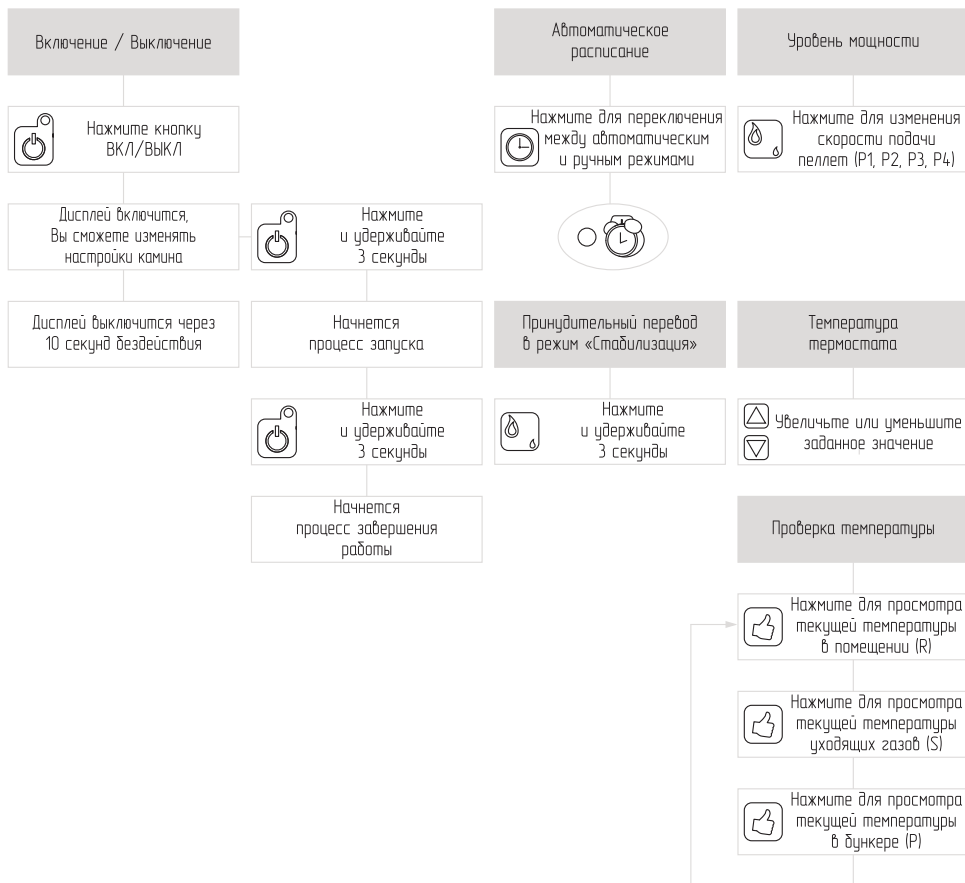 Включение / Выключение
Нажмите кнопку
ВКЛ/ВЫКЛ
Дисплей включится,
Вы сможете изменять
настройки камина
Дисплей выключится через
10 секунд бездействия
Нажмите
и удерживайте
3 секунды
Начнется
процесс запуска
Нажмите
и удерживайте
3 секунды
Начнется
процесс завершения
работы
Автоматическое
расписание
Нажмите для переключения
между автоматическим
и ручным режимами
Принудительный перевод
в режим «Стабилизация»
Нажмите
и удерживайте
3 секунды
Уровень мощности
Нажмите для изменения
скорости подачи
пеллет (P1, P2, P3, P4)
Температура
термостата
Увеличьте или уменьшите
заданное значение
Проверка температуры
Нажмите для просмотра
текущей температуры
в помещении (R)
Нажмите для просмотра
текущей температуры
уходящих газов (S)
Нажмите для просмотра
текущей температуры
в бункере (P)